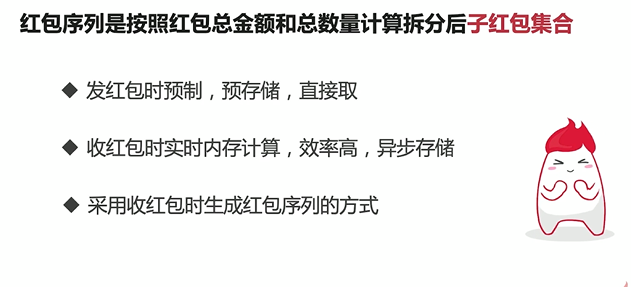 红包序列是按照红包总金额和总数量计算拆分后子红包集合
发红包时预制，预存储，直接取
收红包时实时内存计算，效率高，异步存储
采用收红包时生成红包序列的方式